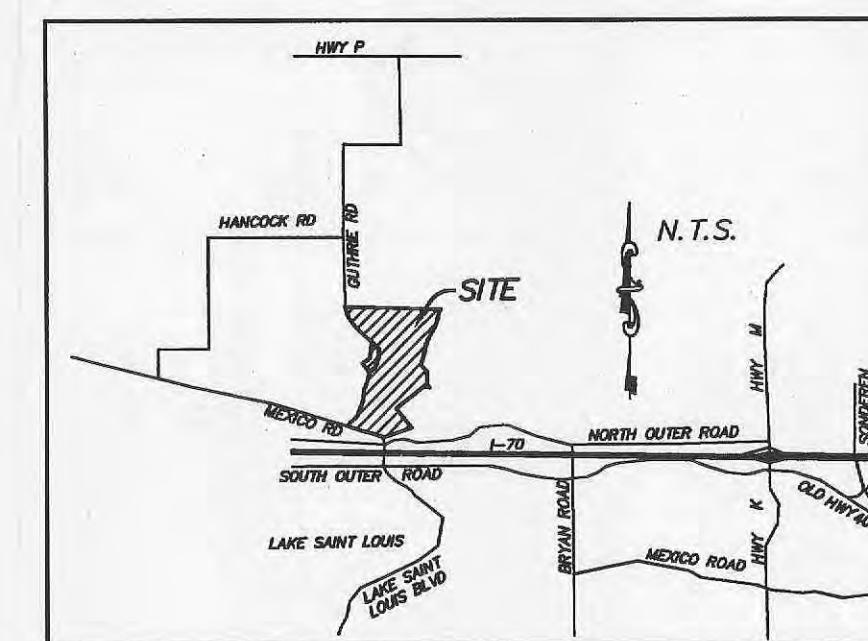 HWY P
HANCOCK RD
GUTHRIE RD
N.T.S.
SITE
HWY M
MEXICO RD
I-70
NORTH OUTER ROAD
SONDEREN
SOUTH OUTER ROAD
OLD HWY 40
LAKE SAINT LOUIS
BRYAN ROAD
HWY K
MEXICO ROAD
LAKE SAINT
LOUIS BLVD